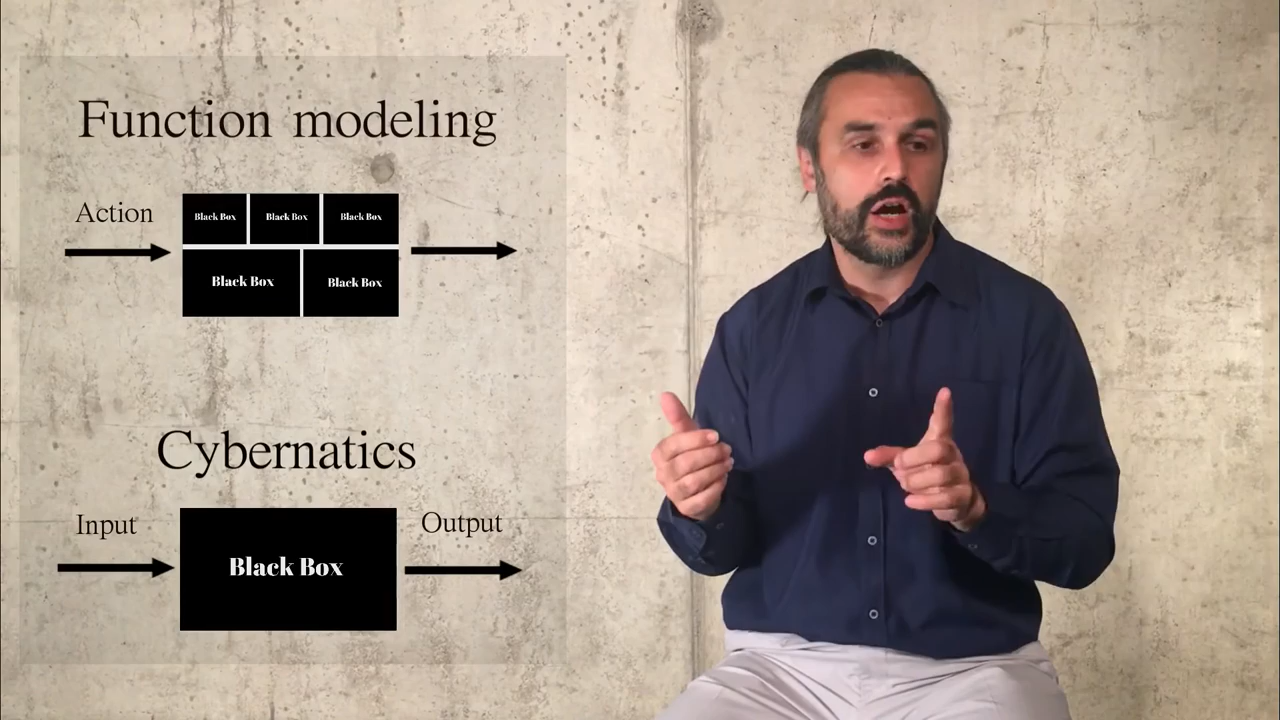 Function modeling
Action
Black Box Black Box Black Box
Black Box Black Box
Cybernatics
Input
Output
Black Box